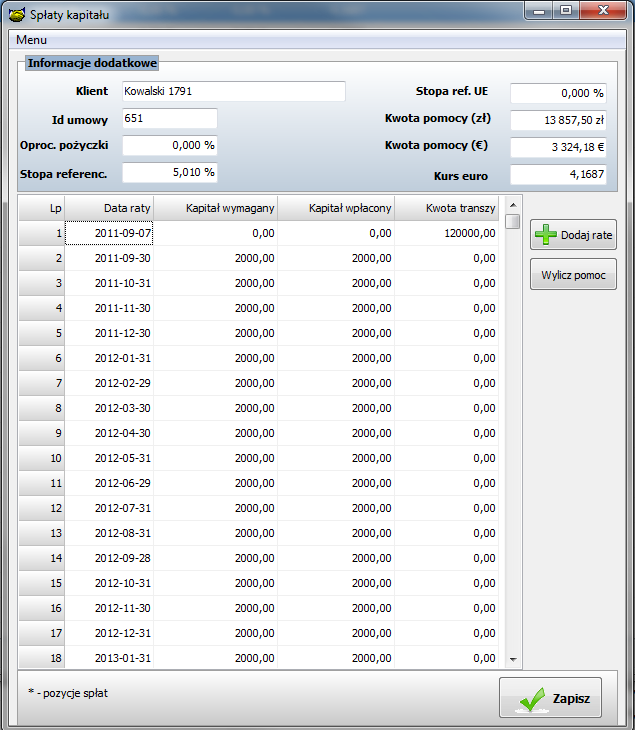 Spłaty kapitału
Menu
Informacje dodatkowe
Klient Kowalski 1791 Stopa ref. UE 0,000 %
Id umowy 651 Kwota pomocy (zł) 13 857,50 zł
Oproc. pożyczki 0,000 % Kwota pomocy (€) 3 324,18 €
Stopa referenc. 5,010 % Kurs euro 4,1687
Lp Data raty Kapitał wymagany Kapitał wpłacony Kwota transzy
1 2011-09-07 0,00 0,00 120000,00 Dodaj rate
2 2011-09-30 2000,00 2000,00 0,00
3 2011-10-31 2000,00 2000,00 0,00 Wylicz pomoc
4 2011-11-30 2000,00 2000,00 0,00
5 2011-12-30 2000,00 2000,00 0,00
6 2012-01-31 2000,00 2000,00 0,00
7 2012-02-29 2000,00 2000,00 0,00
8 2012-03-30 2000,00 2000,00 0,00
9 2012-04-30 2000,00 2000,00 0,00
10 2012-05-31 2000,00 2000,00 0,00
11 2012-06-29 2000,00 2000,00 0,00
12 2012-07-31 2000,00 2000,00 0,00
13 2012-08-31 2000,00 2000,00 0,00
14 2012-09-28 2000,00 2000,00 0,00
15 2012-10-31 2000,00 2000,00 0,00
16 2012-11-30 2000,00 2000,00 0,00
17 2012-12-31 2000,00 2000,00 0,00
18 2013-01-31 2000,00 2000,00 0,00
* - pozycje spłat Zapisz